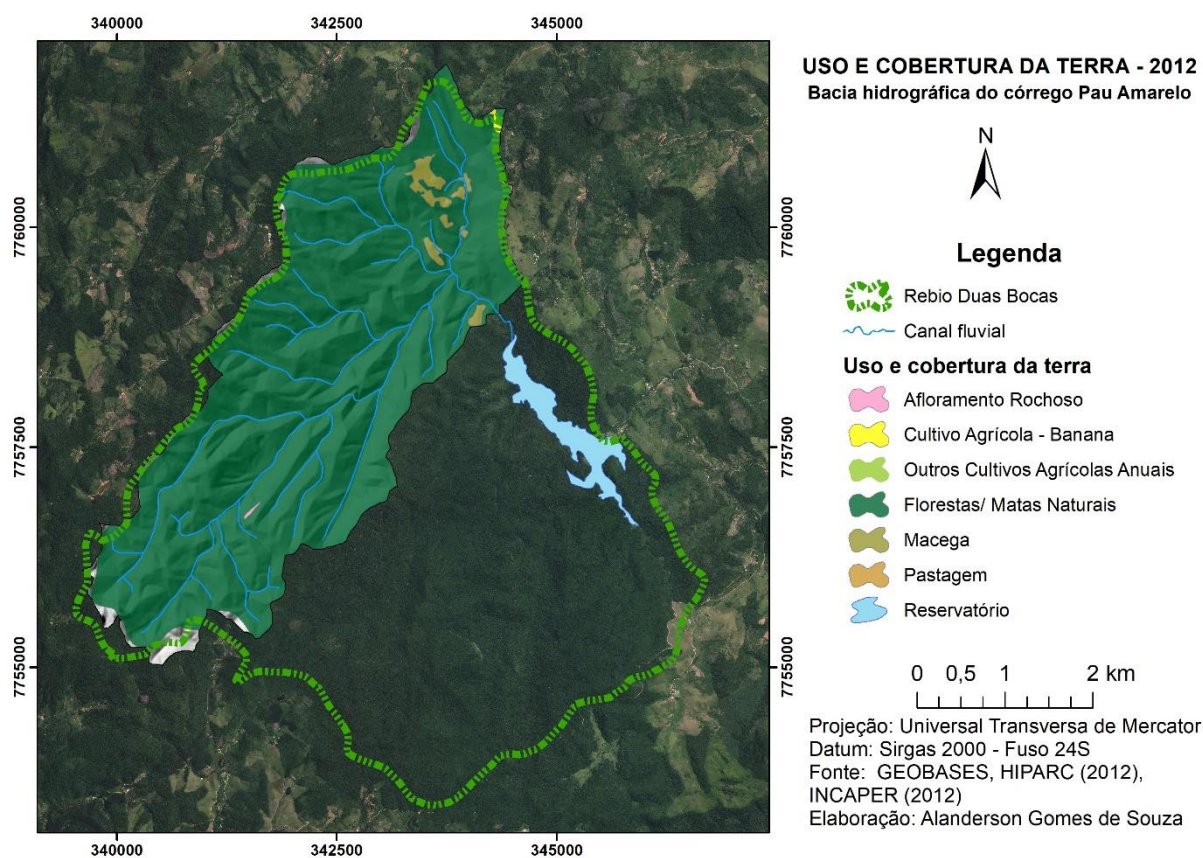 340000 342500 345000
USO E COBERTURA DA TERRA - 2012
Bacia hidrográfica do córrego Pau Amarelo
N
7760000 7760000
7757500 7757500
7755000 7755000
340000 342500 345000
Legenda
Rebio Duas Bocas
Canal fluvial
Uso e cobertura da terra
Afloramento Rochoso
Cultivo Agrícola - Banana
Outros Cultivos Agrícolas Anuais
Florestas/ Matas Naturais
Macega
Pastagem
Reservatório
0 0,5 1 2 km
Projeção: Universal Transversa de Mercator
Datum: Sirgas 2000 - Fuso 24S
Fonte: GEOBASES, HIPARC (2012),
INCAPER (2012)
Elaboração: Alanderson Gomes de Souza